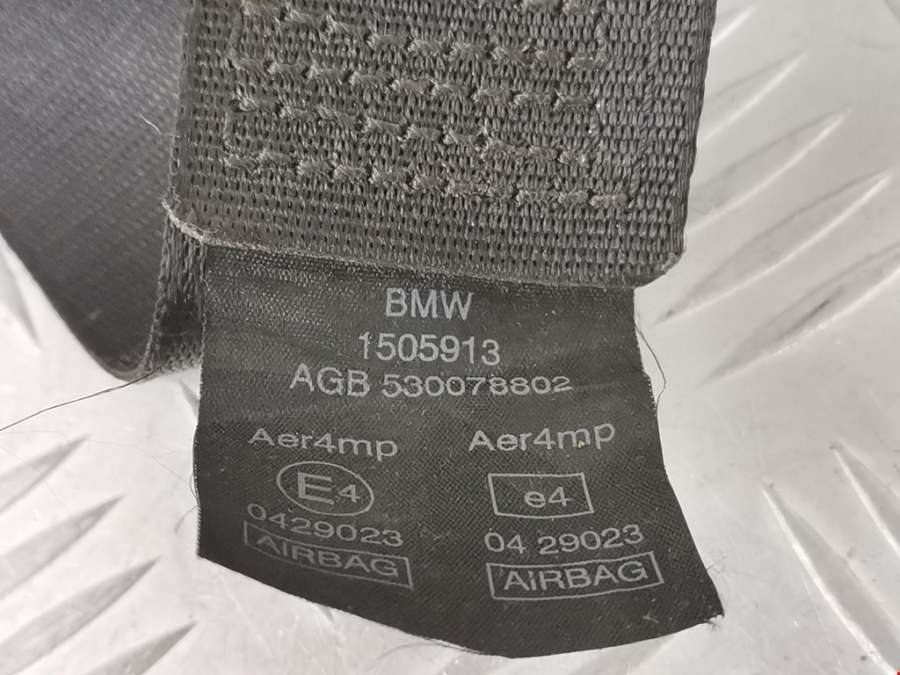 BMW
1505913
AGB 530078802
Aer4mp Aer4mp
E4 e4
0429023 04 29023
AIRBAG AIRBAG